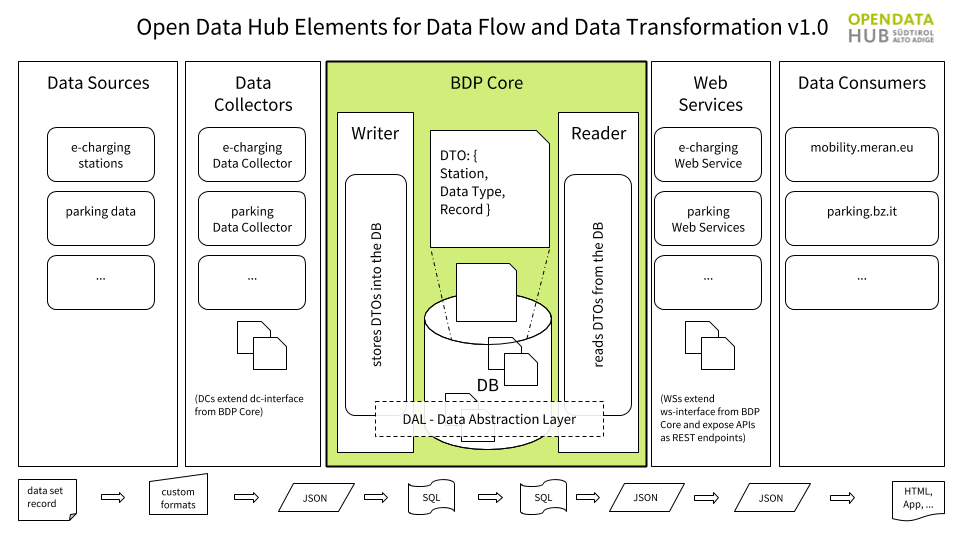 Open Data Hub Elements for Data Flow and Data Transformation v1.0
OPENDATA
HUB SÜDTIROL
ALTO ADIGE
Data Sources
e-charging
stations
parking data
...
Data
Collectors
e-charging
Data Collector
parking
Data Collector
...
(DCs extend dc-interface
from BDP Core)
BDP Core
Writer
stores DTOs into the DB
DTO: {
Station,
Data Type,
Record }
DB
DAL - Data Abstraction Layer
Reader
reads DTOs from the DB
Web
Services
e-charging
Web Service
parking
Web Services
...
(WSs extend
ws-interface from BDP
Core and expose APIs
as REST endpoints)
Data Consumers
mobility.meran.eu
parking.bz.it
...
data set
record
custom
formats
JSON
SQL
SQL
JSON
JSON
HTML,
App, ...